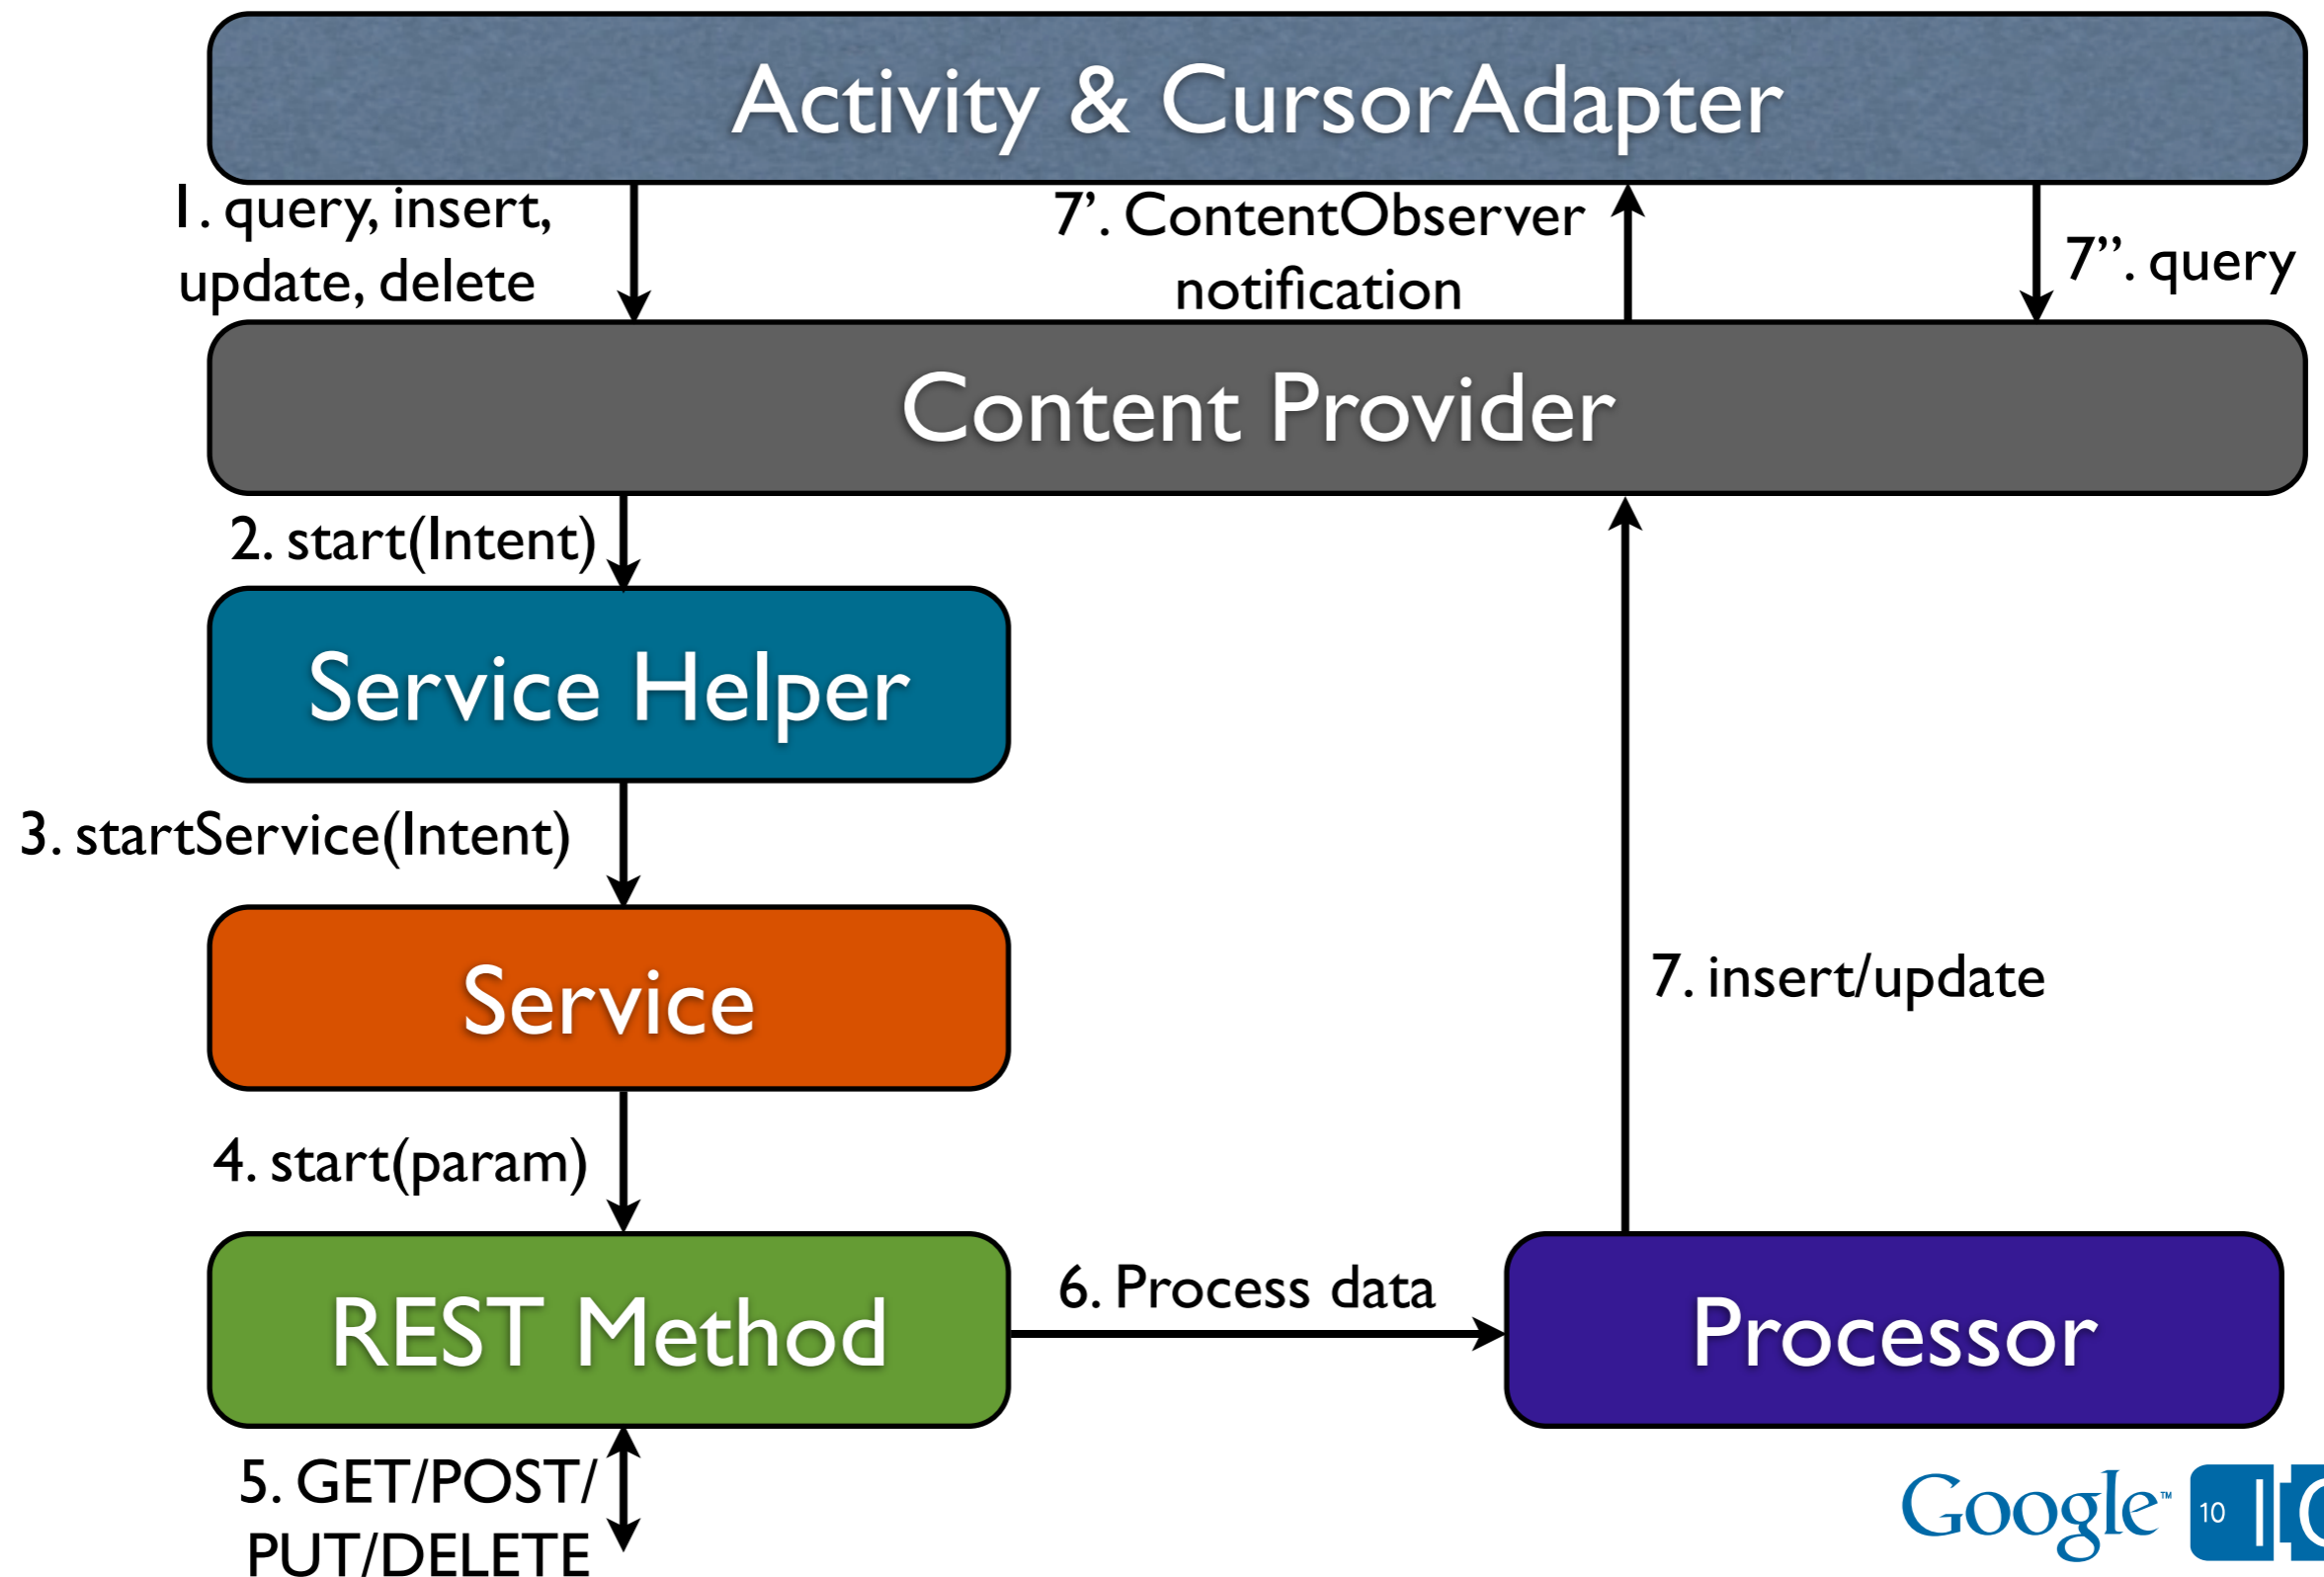 Activity & CursorAdapter
1. query, insert,
update, delete
7’. ContentObserver
notification
7”. query
Content Provider
2. start(Intent)
Service Helper
3. startService(Intent)
Service
7. insert/update
4. start(param)
REST Method
6. Process data
Processor
5. GET/POST/
PUT/DELETE
Google™ 10